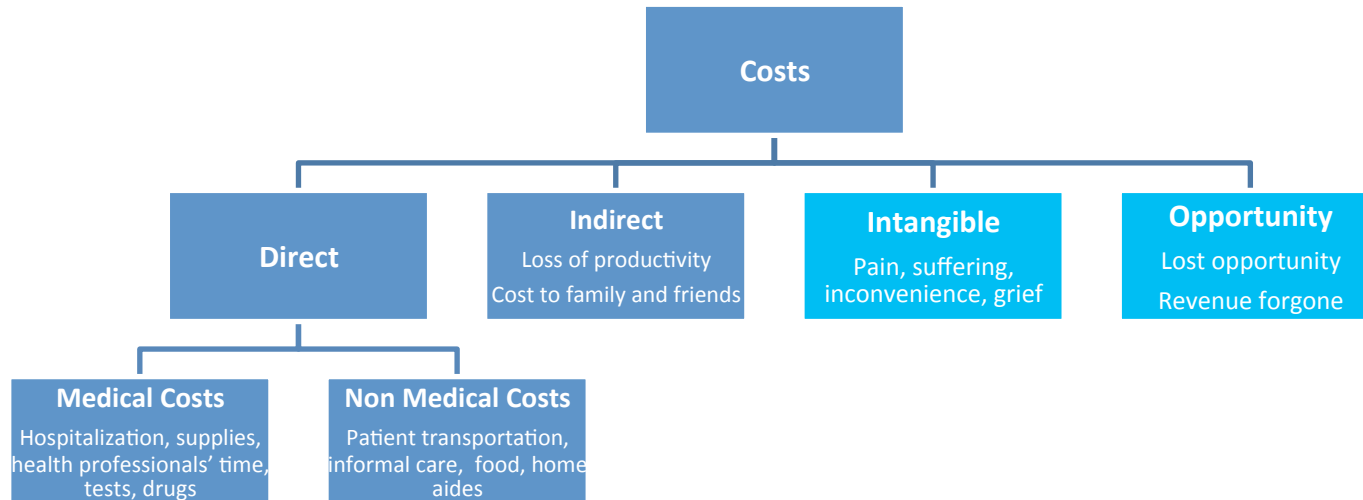 Costs
Direct
Indirect
Loss of productivity
Cost to family and friends
Intangible
Pain, suffering,
inconvenience, grief
Opportunity
Lost opportunity
Revenue forgone
Medical Costs
Hospitalization, supplies,
health professionals’ time,
tests, drugs
Non Medical Costs
Patient transportation,
informal care, food, home
aides